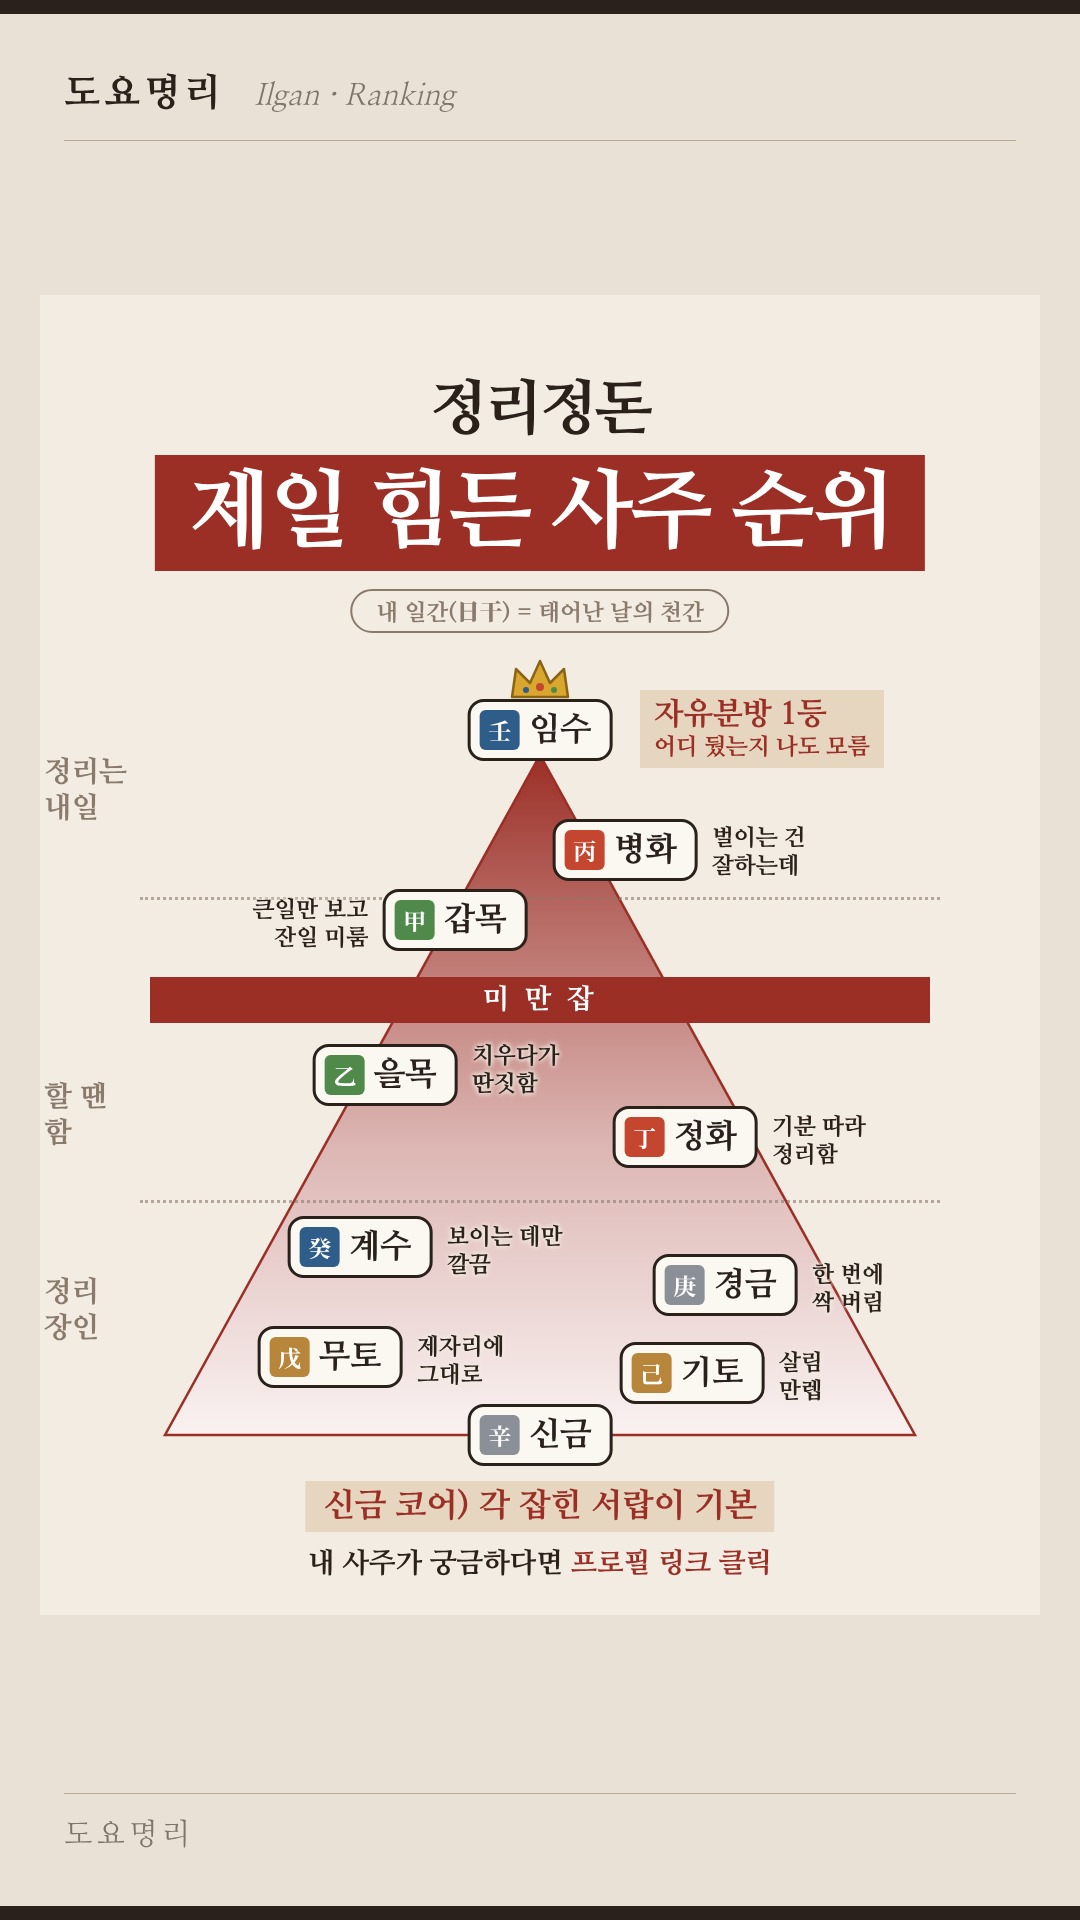 도요명리 Ilgan · Ranking
정리정돈
제일 힘든 사주 순위
내 일간(日干) = 태어난 날의 천간
壬 임수
자유분방 1등
어디 뒀는지 나도 모름
정리는
내일
丙 병화
벌이는 건
잘하는데
큰일만 보고
잔일 미룸
甲 갑목
미만잡
乙 을목
치우다가
딴짓함
할 땐
함
丁 정화
기분 따라
정리함
癸 계수
보이는 데만
깔끔
庚 경금
한 번에
싹 버림
정리
장인
戊 무토
제자리에
그대로
己 기토
살림
만렙
辛 신금
신금 코어) 각 잡힌 서랍이 기본
내 사주가 궁금하다면 프로필 링크 클릭
도요명리